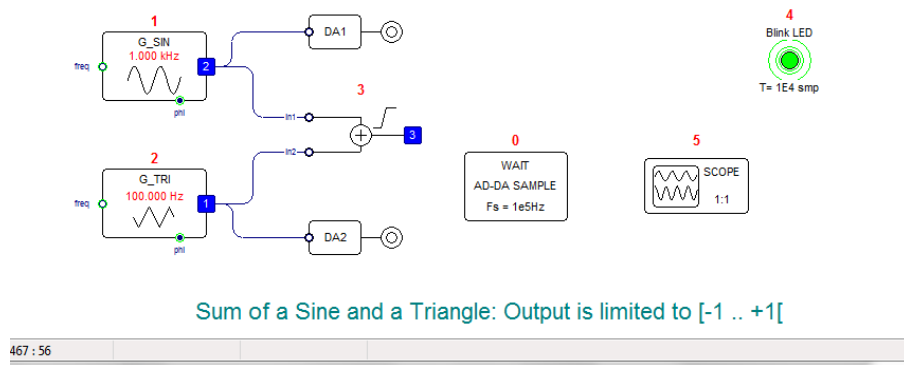 1
G_SIN
1.000 kHz
freq
2
phi
DA1
4
Blink LED
T= 1E4 smp
3
In1
In2
3
2
G_TRI
100.000 Hz
freq
1
phi
DA2
0
WAIT
AD-DA SAMPLE
Fs = 1e5Hz
5
SCOPE
1:1
Sum of a Sine and a Triangle: Output is limited to [-1 .. +1[
467 : 56